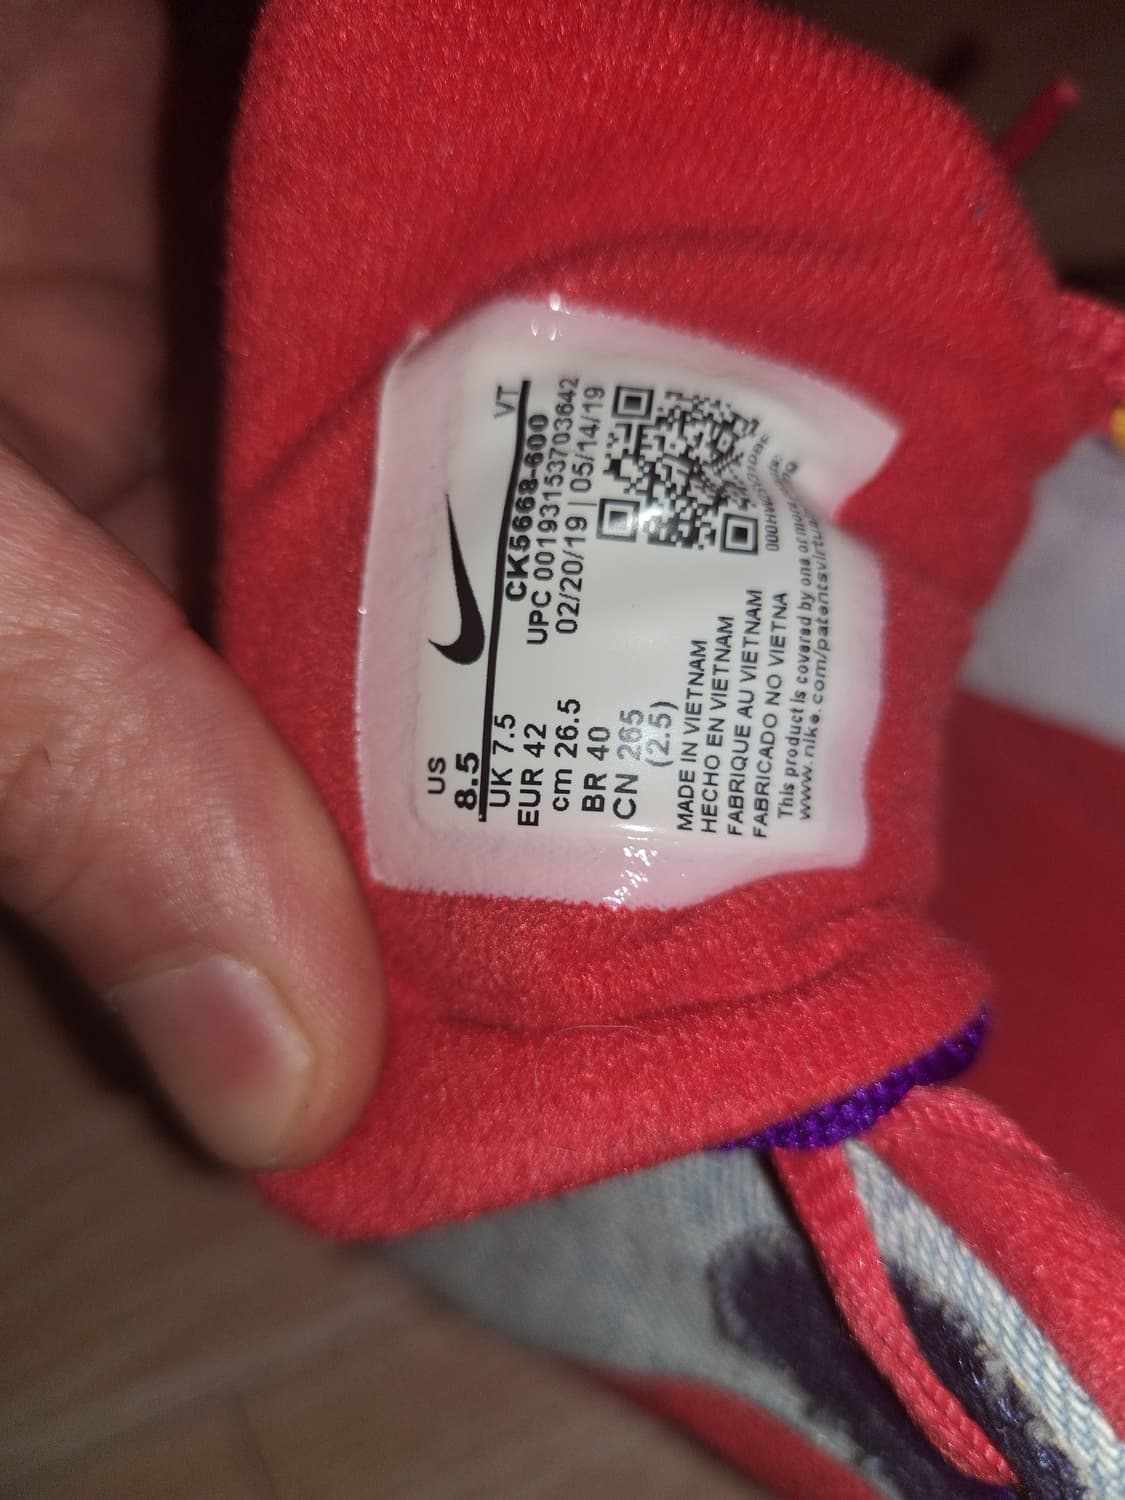 US
8.5
VT
UK 7.5
EUR 42
cm 26.5
BR 40
CN 265
(2.5)
CK5668-600
UPC 00193153703642
02/20/19 | 05/14/19
MADE IN VIETNAM
HECHO EN VIETNAM
FABRIQUE AU VIETNAM
FABRICADO NO VIETNA
This product is covered by one or more
www.nike.com/patentsvirtua